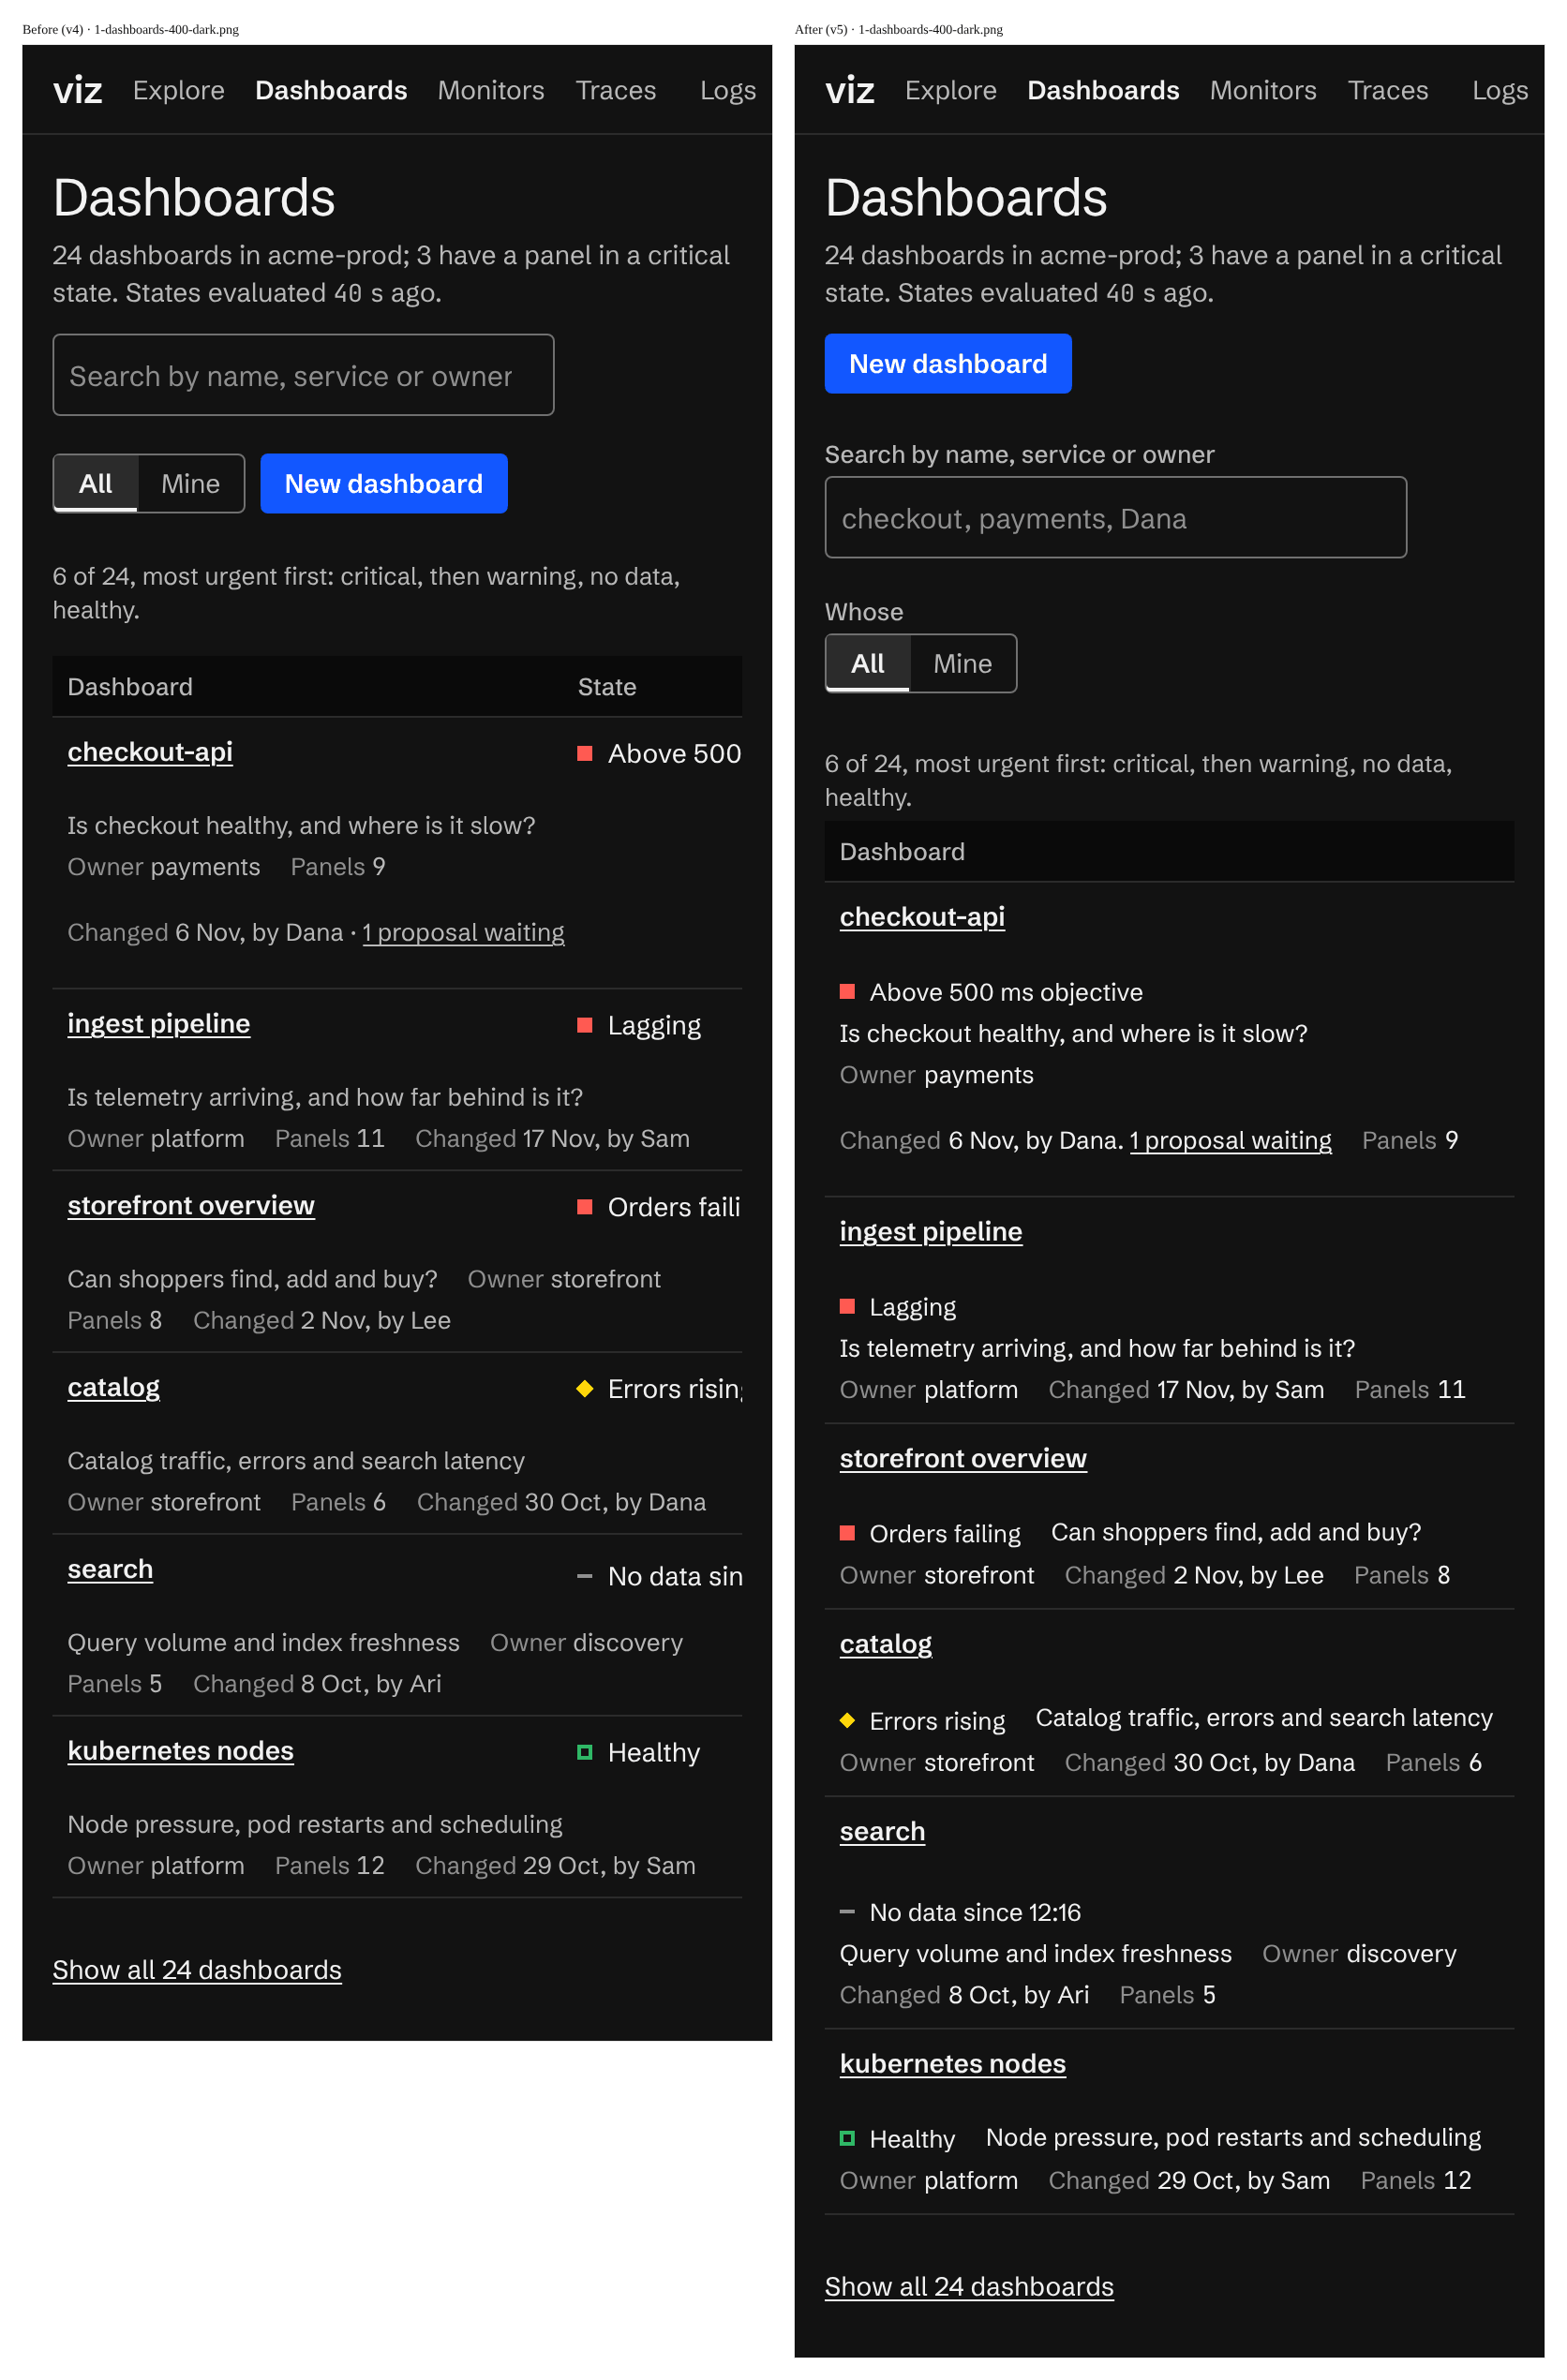 Before (v4) · 1-dashboards-400-dark.png
viz Explore Dashboards Monitors Traces Logs
Dashboards
24 dashboards in acme-prod; 3 have a panel in a critical
state. States evaluated 40 s ago.
Search by name, service or owner
All Mine New dashboard
6 of 24, most urgent first: critical, then warning, no data,
healthy.
Dashboard State
checkout-api Above 500
Is checkout healthy, and where is it slow?
Owner payments Panels 9
Changed 6 Nov, by Dana · 1 proposal waiting
ingest pipeline Lagging
Is telemetry arriving, and how far behind is it?
Owner platform Panels 11 Changed 17 Nov, by Sam
storefront overview Orders faili
Can shoppers find, add and buy? Owner storefront
Panels 8 Changed 2 Nov, by Lee
catalog Errors rising
Catalog traffic, errors and search latency
Owner storefront Panels 6 Changed 30 Oct, by Dana
search No data sin
Query volume and index freshness Owner discovery
Panels 5 Changed 8 Oct, by Ari
kubernetes nodes Healthy
Node pressure, pod restarts and scheduling
Owner platform Panels 12 Changed 29 Oct, by Sam
Show all 24 dashboards
After (v5) · 1-dashboards-400-dark.png
viz Explore Dashboards Monitors Traces Logs
Dashboards
24 dashboards in acme-prod; 3 have a panel in a critical
state. States evaluated 40 s ago.
New dashboard
Search by name, service or owner
checkout, payments, Dana
Whose
All Mine
6 of 24, most urgent first: critical, then warning, no data,
healthy.
Dashboard
checkout-api
Above 500 ms objective
Is checkout healthy, and where is it slow?
Owner payments
Changed 6 Nov, by Dana. 1 proposal waiting Panels 9
ingest pipeline
Lagging
Is telemetry arriving, and how far behind is it?
Owner platform Changed 17 Nov, by Sam Panels 11
storefront overview
Orders failing Can shoppers find, add and buy?
Owner storefront Changed 2 Nov, by Lee Panels 8
catalog
Errors rising Catalog traffic, errors and search latency
Owner storefront Changed 30 Oct, by Dana Panels 6
search
No data since 12:16
Query volume and index freshness Owner discovery
Changed 8 Oct, by Ari Panels 5
kubernetes nodes
Healthy Node pressure, pod restarts and scheduling
Owner platform Changed 29 Oct, by Sam Panels 12
Show all 24 dashboards